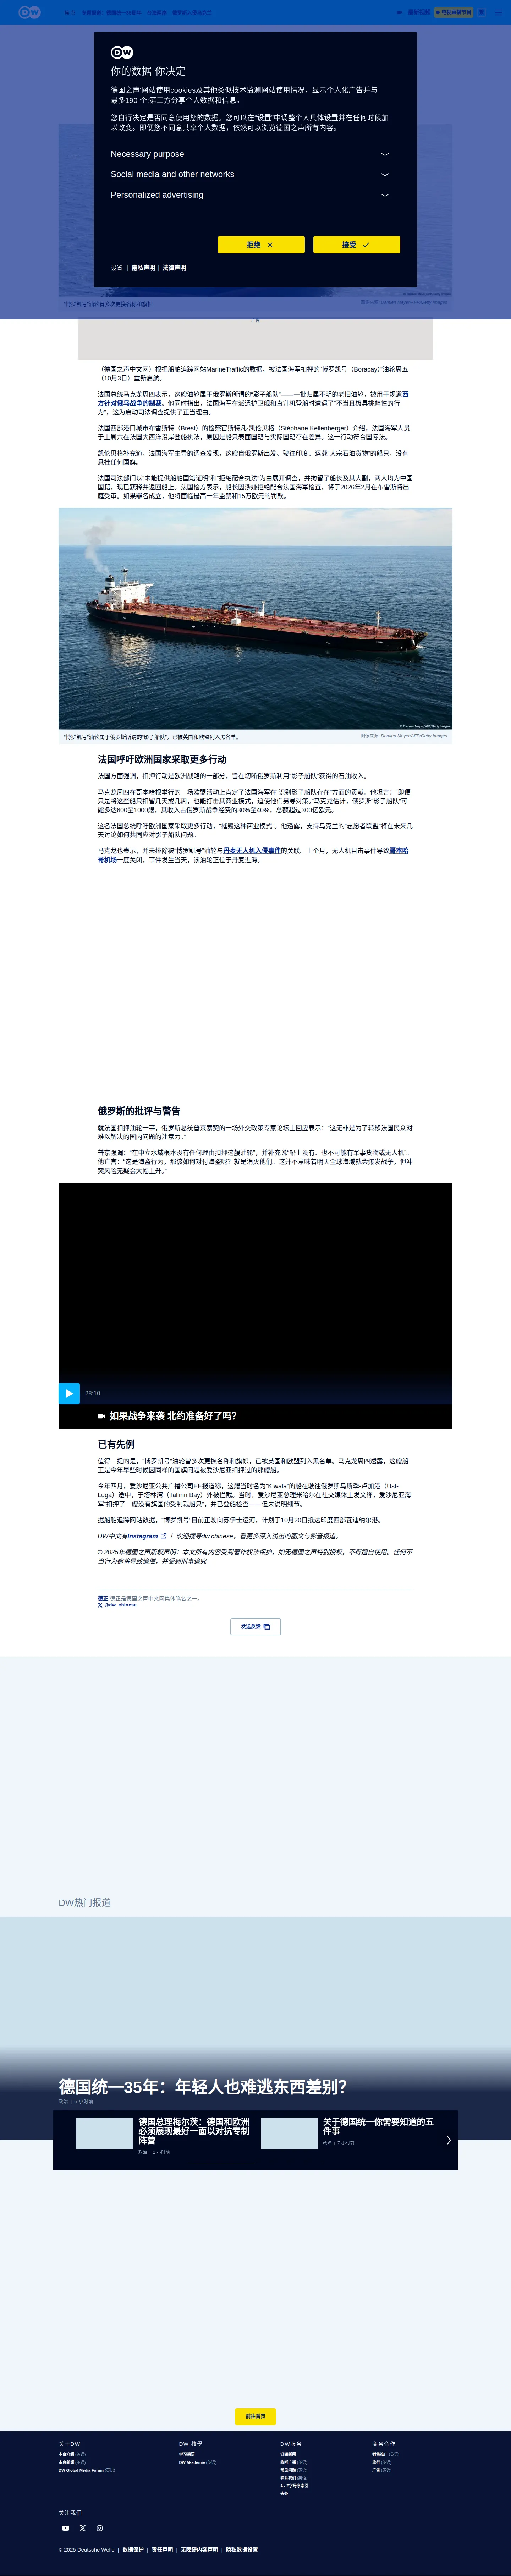 DW
你的数据 你决定
德国之声'网站使用cookies及其他类似技术监测网站使用情况，显示个人化广告并与
最多190 个;第三方分享个人数据和信息。
您自行决定是否同意使用您的数据。您可以在"设置"中调整个人具体设置并在任何时候加
以改变。即便您不同意共享个人数据，依然可以浏览德国之声所有内容。
Necessary purpose
Social media and other networks
Personalized advertising
拒绝
接受
设置 | 隐私声明 | 法律声明
"博罗凯号"油轮曾多次更换名称和旗帜
广告
（德国之声中文网）根据船舶追踪网站MarineTraffic的数据，被法国海军扣押的"博罗凯号（Boracay）"油轮周五
（10月3日）重新启航。
法国总统马克龙周四表示，这艘油轮属于俄罗斯所谓的"影子船队"——一批归属不明的老旧油轮，被用于规避西
方针对俄乌战争的制裁。他同时指出，法国海军在派遣护卫舰和直升机登船时遭遇了"不当且极具挑衅性的行
为"，这为启动司法调查提供了正当理由。
法国西部港口城市布雷斯特（Brest）的检察官斯特凡·凯伦贝格（Stéphane Kellenberger）介绍，法国海军人员
于上周六在法国大西洋沿岸登船执法，原因是船只表面国籍与实际国籍存在差异。这一行动符合国际法。
凯伦贝格补充道，法国海军主导的调查发现，这艘自俄罗斯出发、驶往印度、运载"大宗石油货物"的船只，没有
悬挂任何国旗。
法国司法部门以"未能提供船舶国籍证明"和"拒绝配合执法"为由展开调查，并拘留了船长及其大副，两人均为中国
国籍，现已获释并返回船上。法国检方表示，船长因涉嫌拒绝配合法国海军检查，将于2026年2月在布雷斯特出
庭受审。如果罪名成立，他将面临最高一年监禁和15万欧元的罚款。
© Damien Meyer/AFP/Getty Images
"博罗凯号"油轮属于俄罗斯所谓的"影子船队"，已被英国和欧盟列入黑名单。
图像来源: Damien Meyer/AFP/Getty Images
法国呼吁欧洲国家采取更多行动
法国方面强调，扣押行动是欧洲战略的一部分，旨在切断俄罗斯利用"影子船队"获得的石油收入。
马克龙周四在哥本哈根举行的一场欧盟活动上肯定了法国海军在"识别影子船队存在"方面的贡献。他坦言："即便
只是将这些船只扣留几天或几周，也能打击其商业模式，迫使他们另寻对策。"马克龙估计，俄罗斯"影子船队"可
能多达600至1000艘，其收入占俄罗斯战争经费的30%至40%，总额超过300亿欧元。
这名法国总统呼吁欧洲国家采取更多行动，"摧毁这种商业模式"。他透露，支持乌克兰的"志愿者联盟"将在未来几
天讨论如何共同应对影子船队问题。
马克龙也表示，并未排除被"博罗凯号"油轮与丹麦无人机入侵事件的关联。上个月，无人机目击事件导致哥本哈
根机场一度关闭，事件发生当天，该油轮正位于丹麦近海。
俄罗斯的批评与警告
就法国扣押油轮一事，俄罗斯总统普京索契的一场外交政策专家论坛上回应表示："这无非是为了转移法国民众对
难以解决的国内问题的注意力。"
普京强调："在中立水域根本没有任何理由扣押这艘油轮"，并补充说"船上没有、也不可能有军事货物或无人机"。
他直言："这是海盗行为，那该如何对付海盗呢？就是消灭他们。这并不意味着明天全球海域就会爆发战争，但冲
突风险无疑会大幅上升。"
28:10
如果战争来袭 北约准备好了吗?
已有先例
值得一提的是，"博罗凯号"油轮曾多次更换名称和旗帜，已被英国和欧盟列入黑名单。马克龙周四透露，这艘船
正是今年早些时候因同样的国旗问题被爱沙尼亚扣押过的那艘船。
今年四月，爱沙尼亚公共广播公司EE报道称，这艘当时名为"Kiwala"的船在驶往俄罗斯乌斯季-卢加港（Ust-
Luga）途中，于塔林湾（Tallinn Bay）外被拦截。当时，爱沙尼亚总理米哈尔在社交媒体上发文称，爱沙尼亚海
军"扣押了一艘没有旗国的受制裁船只"，并已登船检查——但未说明细节。
据船舶追踪网站数据，"博罗凯号"目前正驶向苏伊士运河，计划于10月20日抵达印度西部瓦迪纳尔港。
DW中文有Instagram ！欢迎搜寻dw.chinese，看更多深入浅出的图文与影音报道。
© 2025年德国之声版权声明：本文所有内容受到著作权法保护，如无德国之声特别授权，不得擅自使用。任何不
当行为都将导致追偿，并受到刑事追究
德正 德正是德国之声中文网集体笔名之一。
@dw_chinese
发送反馈
DW热门报道
德国统一35年：年轻人也难逃东西差别？
政治 | 9 小时前
德国总理梅尔茨：德国和欧洲
必须展现最好一面以对抗专制
阵营
政治 | 2 小时前
关于德国统一你需要知道的五
件事
政治 | 7 小时前
前往首页
关于DW
本台介绍 (英语)
本台新闻 (英语)
DW Global Media Forum (英语)
DW 教學
学习德语
DW Akademie (英语)
DW服务
订阅新闻
收听广播 (英语)
常见问题 (英语)
联系我们 (英语)
A - Z字母序索引
头条
商务合作
销售推广 (英语)
旅行 (英语)
广告 (英语)
关注我们
© 2025 Deutsche Welle | 数据保护 | 责任声明 | 无障碍内容声明 | 隐私数据设置